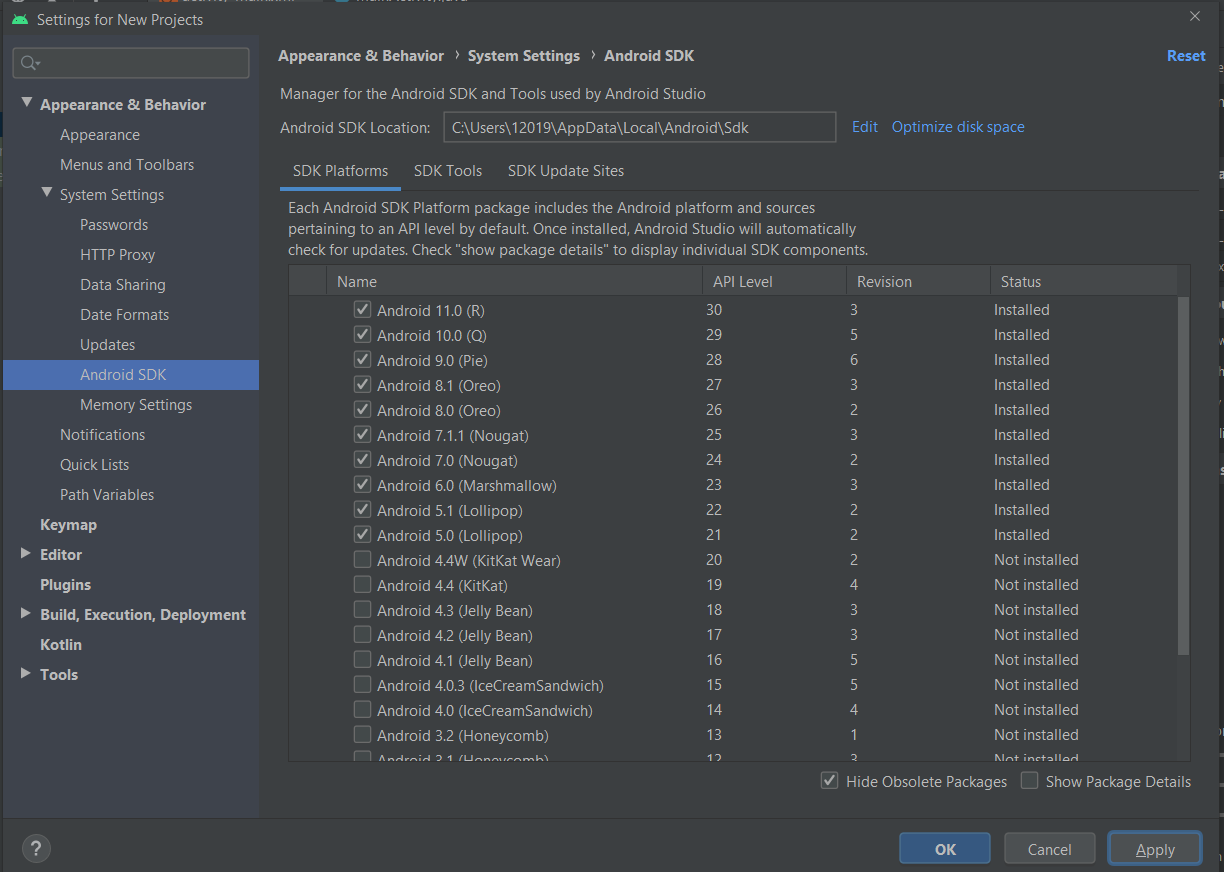 Settings for New Projects
Appearance & Behavior › System Settings › Android SDK
Reset
Manager for the Android SDK and Tools used by Android Studio
Android SDK Location: C:\Users\12019\AppData\Local\Android\Sdk Edit Optimize disk space
SDK Platforms SDK Tools SDK Update Sites
Each Android SDK Platform package includes the Android platform and sources
pertaining to an API level by default. Once installed, Android Studio will automatically
check for updates. Check "show package details" to display individual SDK components.
Appearance & Behavior
Appearance
Menus and Toolbars
System Settings
Passwords
HTTP Proxy
Data Sharing
Date Formats
Updates
Android SDK
Memory Settings
Notifications
Quick Lists
Path Variables
Keymap
Editor
Plugins
Build, Execution, Deployment
Kotlin
Tools
Name API Level Revision Status
Android 11.0 (R) 30 3 Installed
Android 10.0 (Q) 29 5 Installed
Android 9.0 (Pie) 28 6 Installed
Android 8.1 (Oreo) 27 3 Installed
Android 8.0 (Oreo) 26 2 Installed
Android 7.1.1 (Nougat) 25 3 Installed
Android 7.0 (Nougat) 24 2 Installed
Android 6.0 (Marshmallow) 23 3 Installed
Android 5.1 (Lollipop) 22 2 Installed
Android 5.0 (Lollipop) 21 2 Installed
Android 4.4W (KitKat Wear) 20 2 Not installed
Android 4.4 (KitKat) 19 4 Not installed
Android 4.3 (Jelly Bean) 18 3 Not installed
Android 4.2 (Jelly Bean) 17 3 Not installed
Android 4.1 (Jelly Bean) 16 5 Not installed
Android 4.0.3 (IceCreamSandwich) 15 5 Not installed
Android 4.0 (IceCreamSandwich) 14 4 Not installed
Android 3.2 (Honeycomb) 13 1 Not installed
Android 3.1 (Honeycomb) 12 3 Not installed
Hide Obsolete Packages Show Package Details
? OK Cancel Apply